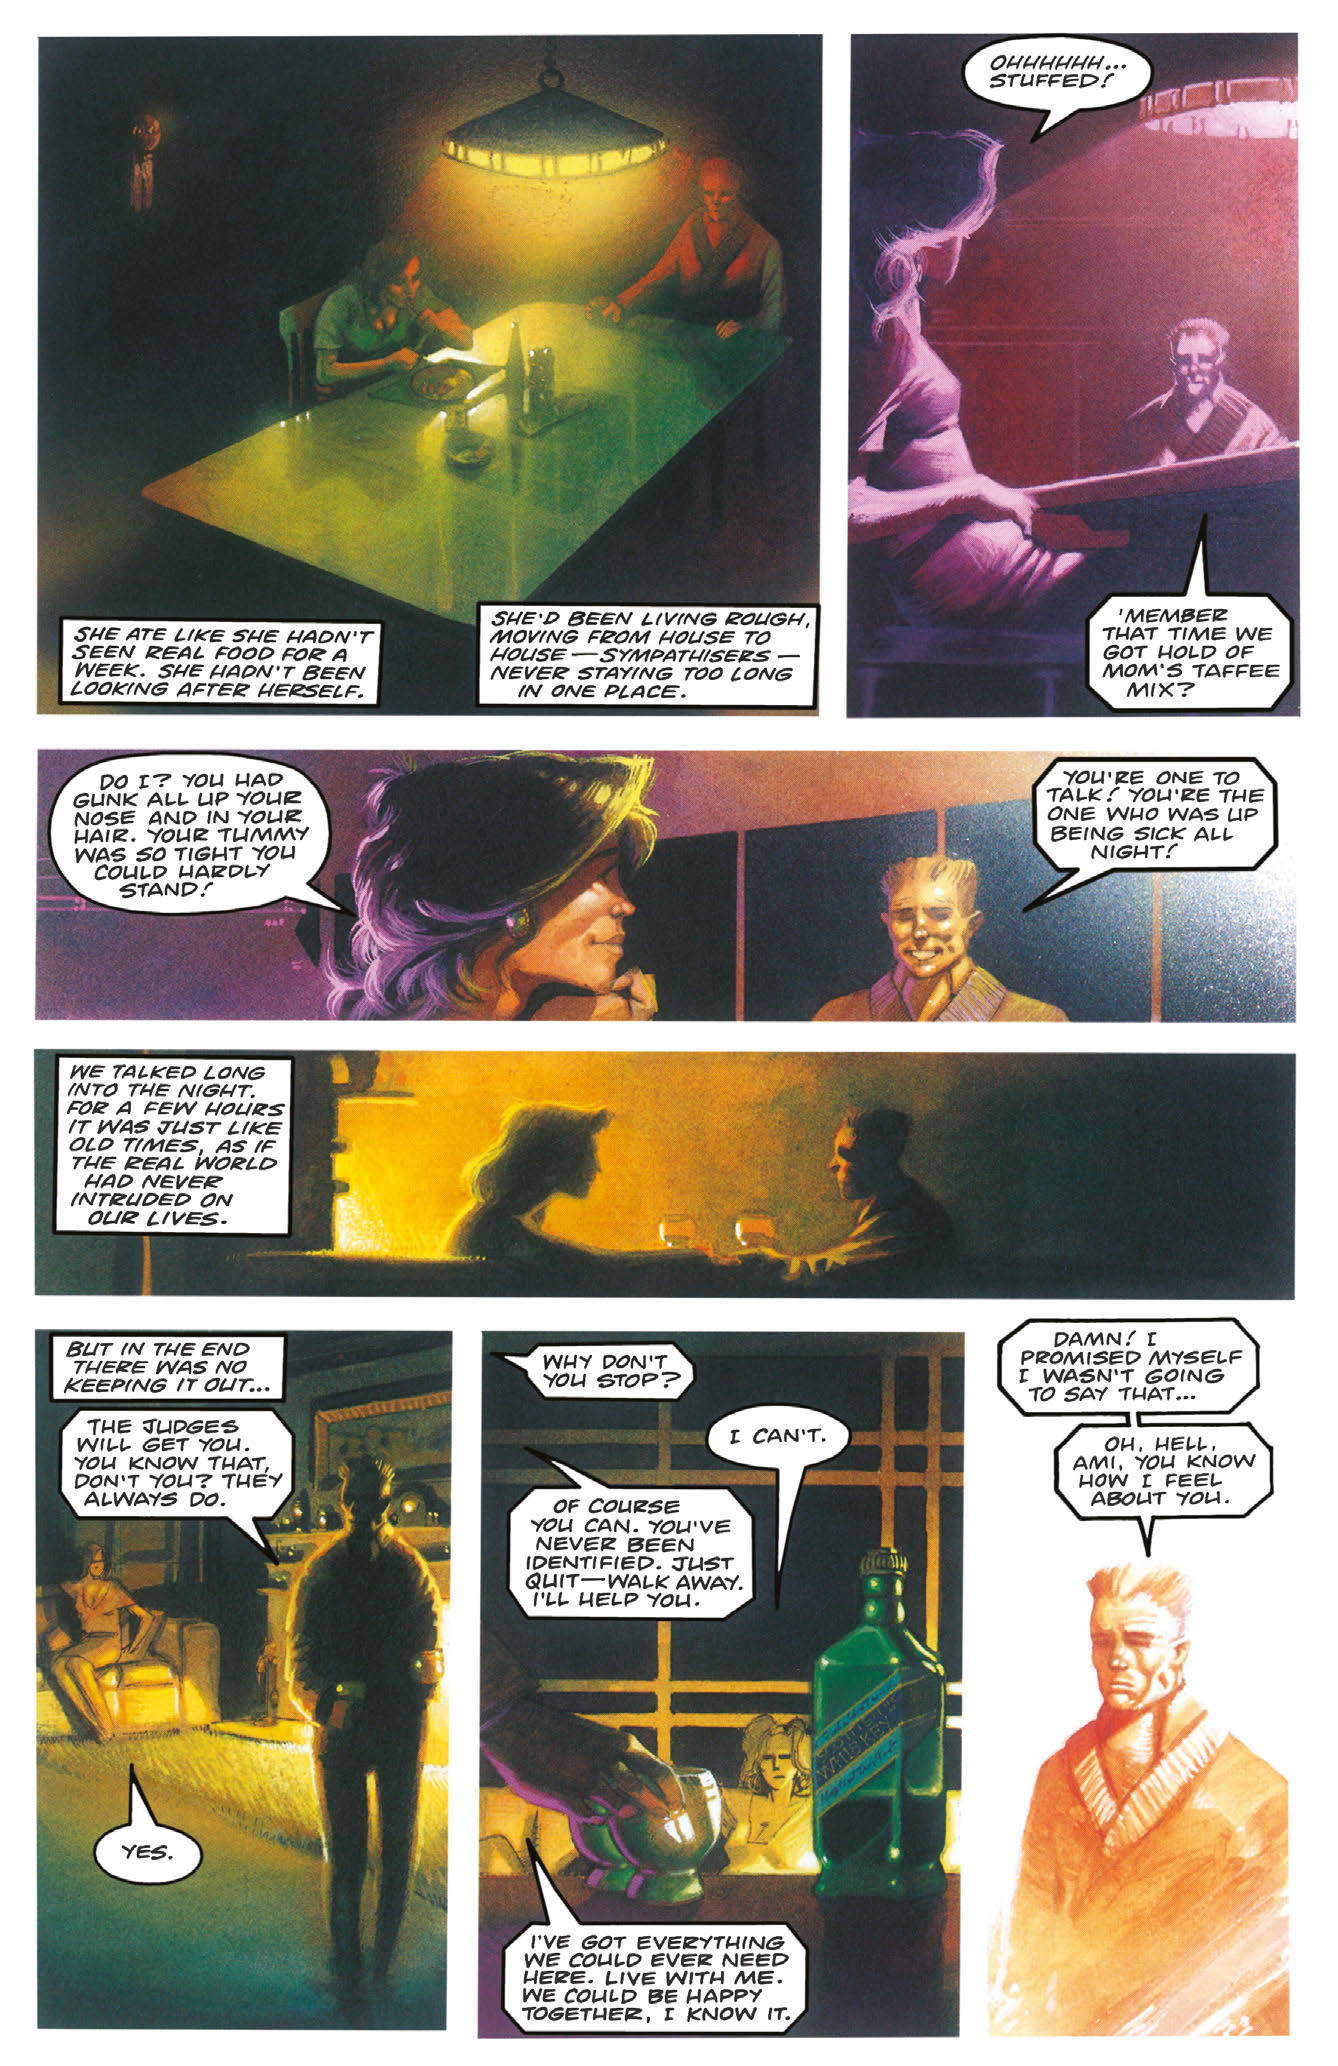 SHE ATE LIKE SHE HADN'T
SEEN REAL FOOD FOR A
WEEK. SHE HADN'T BEEN
LOOKING AFTER HERSELF.
SHE'D BEEN LIVING ROUGH,
MOVING FROM HOUSE TO
HOUSE — SYMPATHISERS —
NEVER STAYING TOO LONG
IN ONE PLACE.
OHHHHHH...
STUFFED!
'MEMBER
THAT TIME WE
GOT HOLD OF
MOM'S TAFFEE
MIX?
DO I? YOU HAD
GUNK ALL UP YOUR
NOSE AND IN YOUR
HAIR. YOUR TUMMY
WAS SO TIGHT YOU
COULD HARDLY
STAND!
YOU'RE ONE TO
TALK! YOU'RE THE
ONE WHO WAS UP
BEING SICK ALL
NIGHT!
WE TALKED LONG
INTO THE NIGHT.
FOR A FEW HOURS
IT WAS JUST LIKE
OLD TIMES, AS IF
THE REAL WORLD
HAD NEVER
INTRUDED ON
OUR LIVES.
BUT IN THE END
THERE WAS NO
KEEPING IT OUT...
THE JUDGES
WILL GET YOU.
YOU KNOW THAT,
DON'T YOU? THEY
ALWAYS DO.
YES.
WHY DON'T
YOU STOP?
I CAN'T.
OF COURSE
YOU CAN. YOU'VE
NEVER BEEN
IDENTIFIED. JUST
QUIT — WALK AWAY.
I'LL HELP YOU.
WHISKEY
I'VE GOT EVERYTHING
WE COULD EVER NEED
HERE. LIVE WITH ME.
WE COULD BE HAPPY
TOGETHER, I KNOW IT.
DAMN! I
PROMISED MYSELF
I WASN'T GOING
TO SAY THAT...
OH, HELL,
AMI, YOU KNOW
HOW I FEEL
ABOUT YOU.